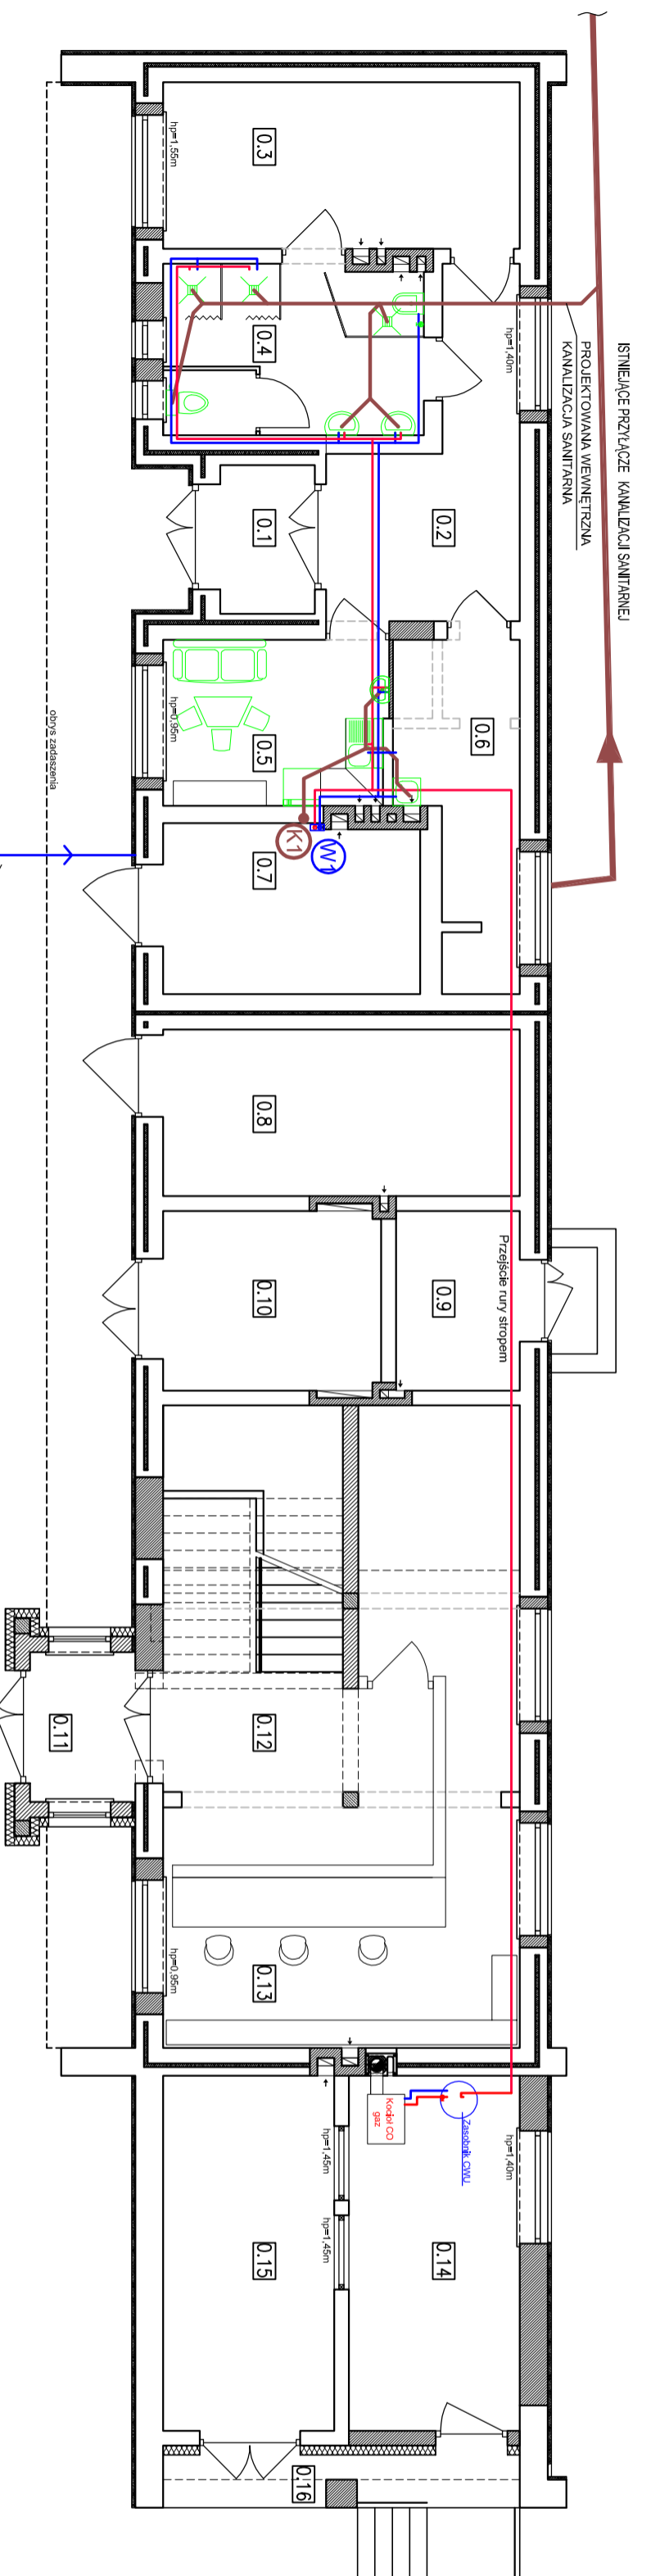 ISTNIEJĄCE PRZYŁĄCZE KANALIZACJI SANITARNEJ
PROJEKTOWANA WEWNĘTRZNA
KANALIZACJA SANITARNA
0.3
hp=1,55m
hp=1,40m
0.4
0.1
0.2
0.5
hp=0,95m
0.6
obrys zadaszenia
K1
W1
0.7
0.8
0.9
0.10
Przejście rury stropem
0.11
0.12
0.13
hp=0,95m
Kocioł CO
gaz
Zasobnik CWU
hp=1,40m
hp=1,45m
hp=1,45m
0.14
0.15
0.16